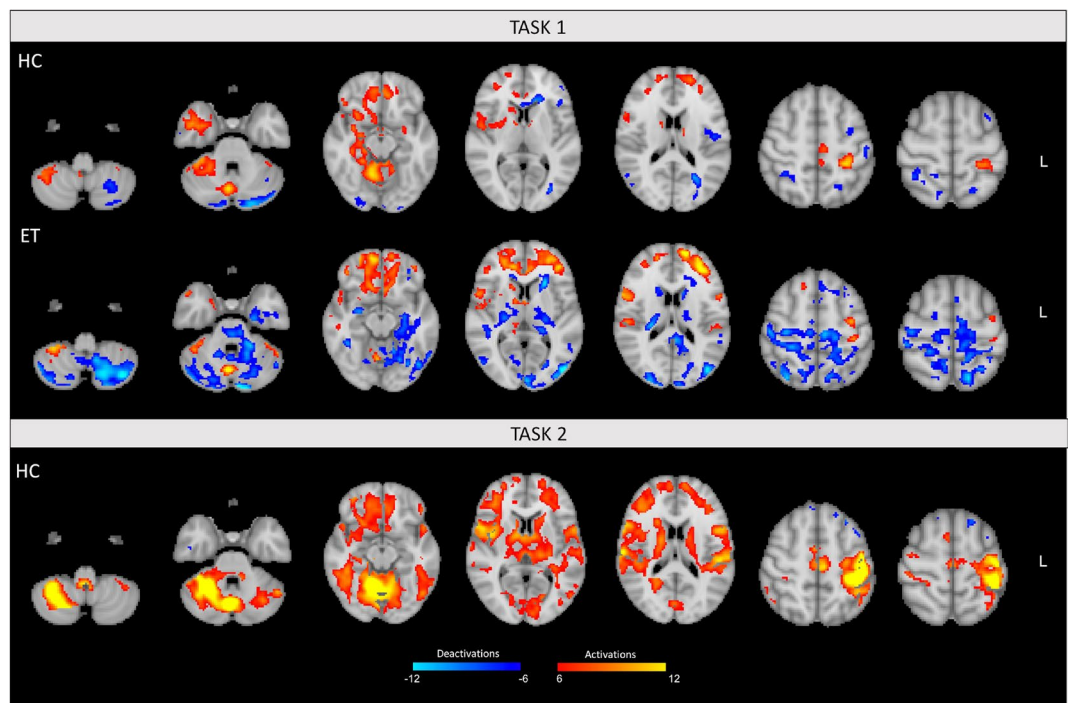 TASK 1
HC
L
ET
L
TASK 2
HC
L
Deactivations Activations
-12 -6 6 12